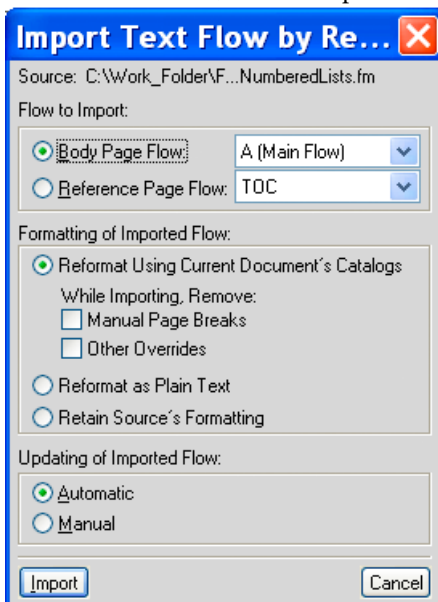 Import Text Flow by Re...
Source: C:\Work_Folder\F...NumberedLists.fm
Flow to Import:
Body Page Flow: A (Main Flow)
Reference Page Flow: TOC
Formatting of Imported Flow:
Reformat Using Current Document's Catalogs
While Importing, Remove:
Manual Page Breaks
Other Overrides
Reformat as Plain Text
Retain Source's Formatting
Updating of Imported Flow:
Automatic
Manual
Import Cancel